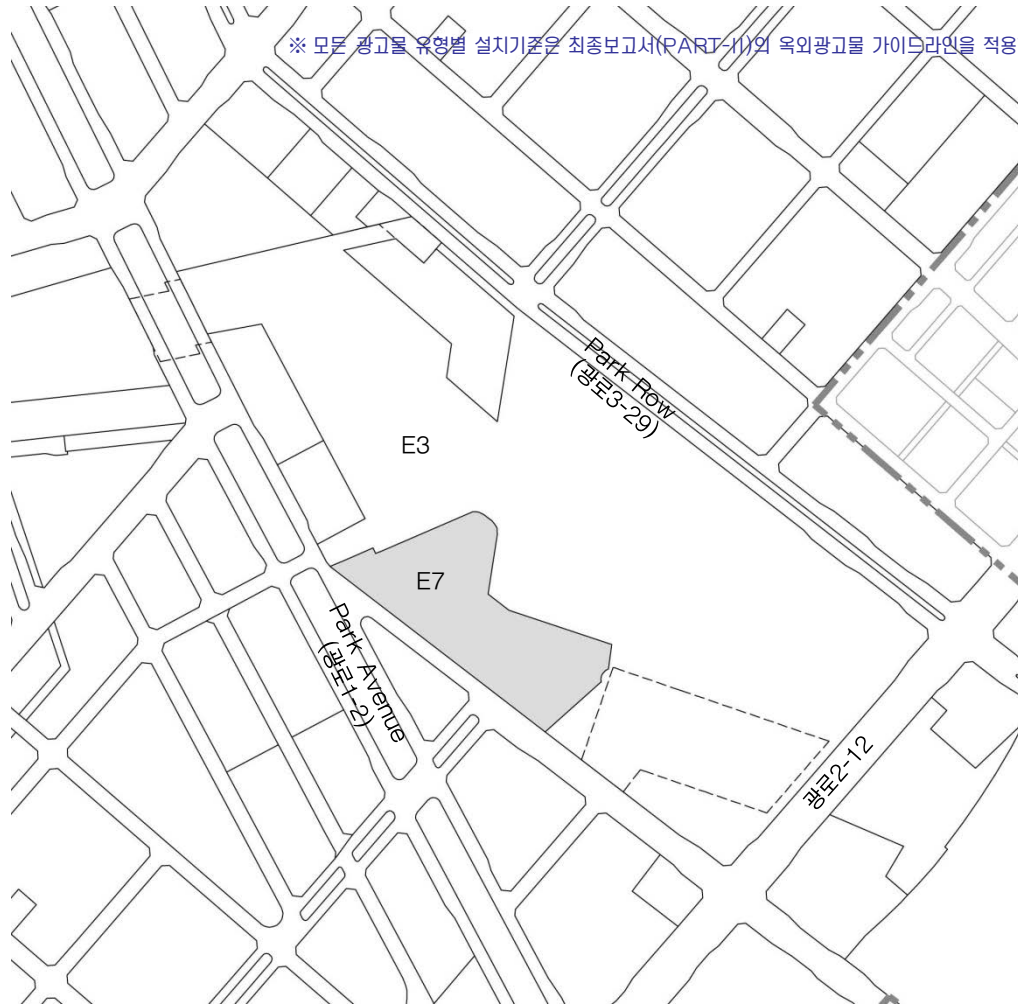 ※ 모든 광고물 유형별 설치기준은 최종보고서(PART-II)의 옥외광고물 가이드라인을 적용
Park Row
(광로3-29)
E3
E7
Park Avenue
(광로1-2)
광로2-12